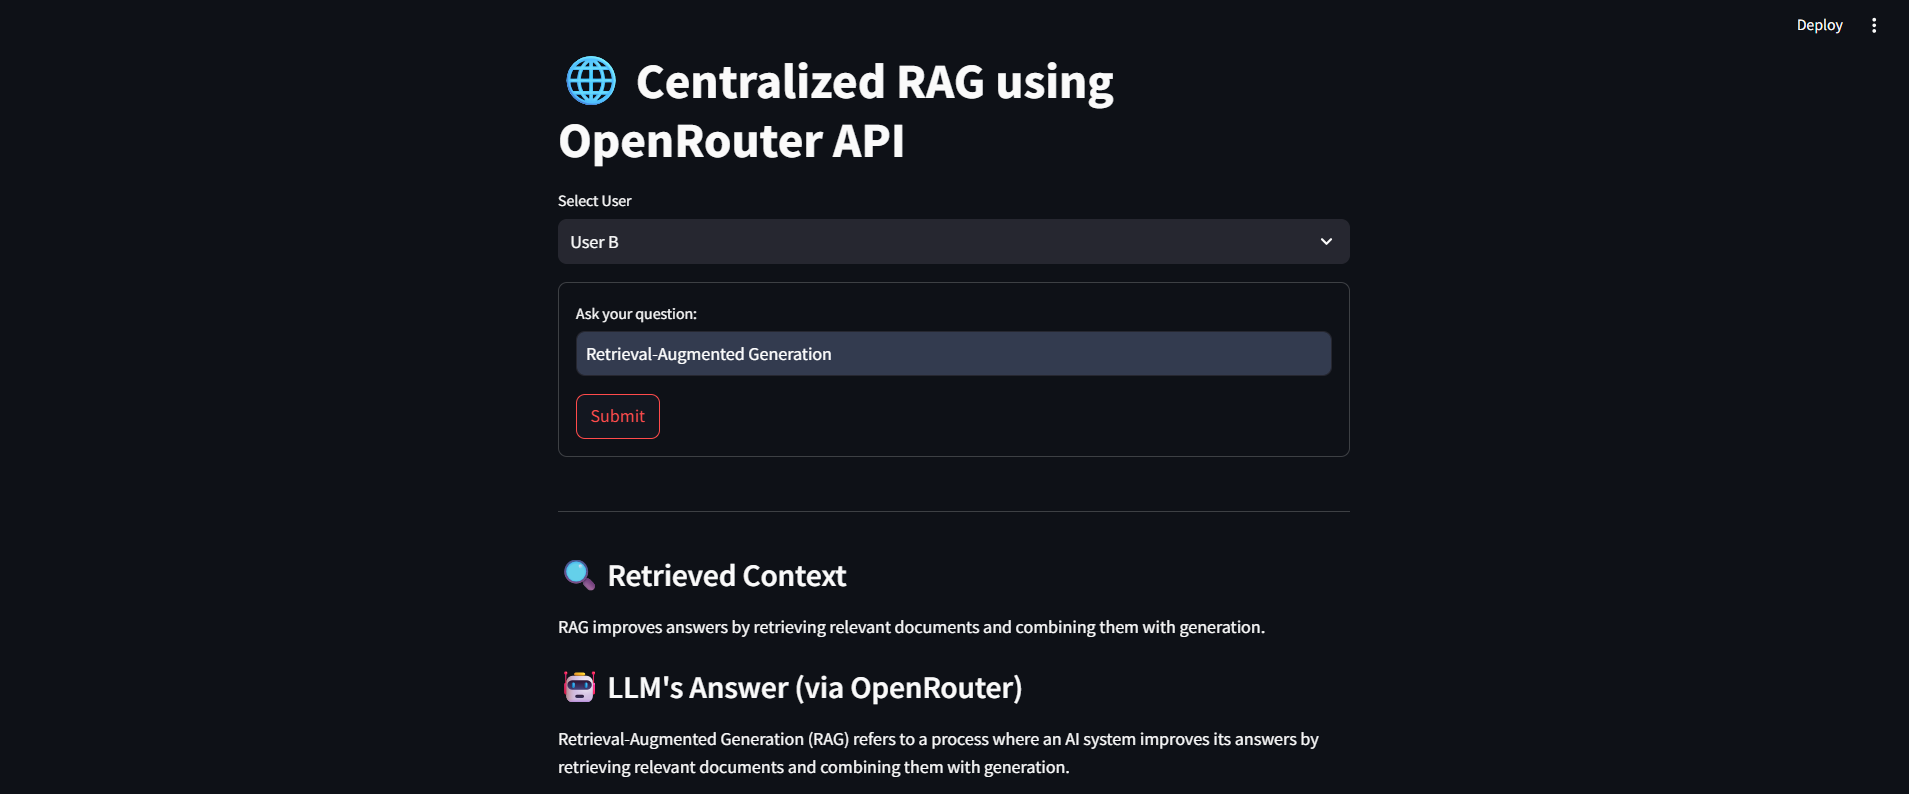 Deploy
Centralized RAG using
OpenRouter API
Select User
User B
Ask your question:
Retrieval-Augmented Generation
Submit
Retrieved Context
RAG improves answers by retrieving relevant documents and combining them with generation.
LLM's Answer (via OpenRouter)
Retrieval-Augmented Generation (RAG) refers to a process where an AI system improves its answers by
retrieving relevant documents and combining them with generation.